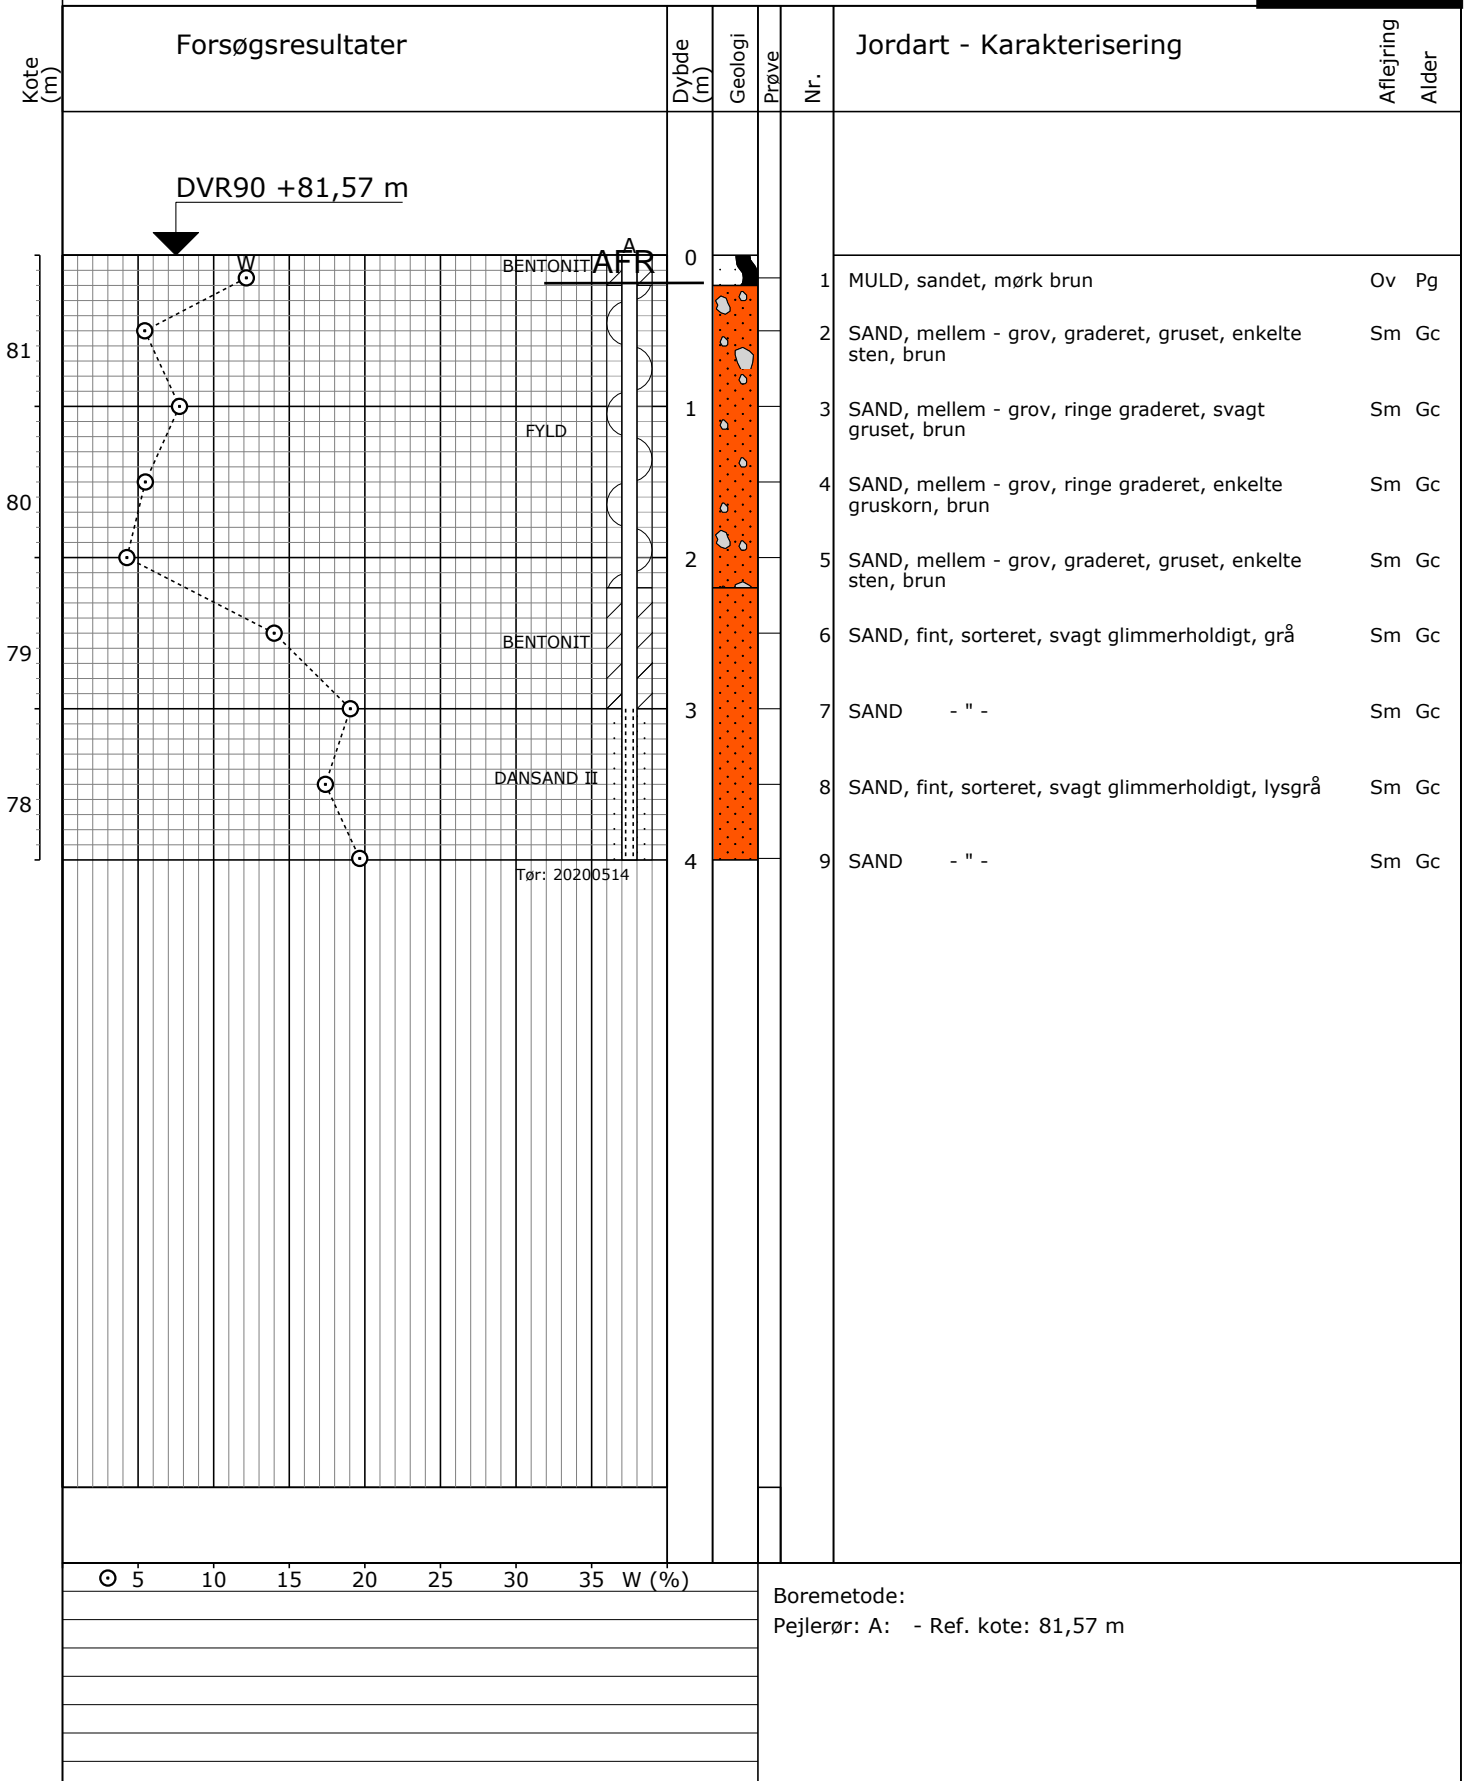 Kote (m)
Forsøgsresultater
Dybde (m)
Geologi
Prøve
Nr.
Jordart - Karakterisering
Aflejring
Alder
DVR90 +81,57 m
A
W
BENTONIT
AFR
0
1 MULD, sandet, mørk brun Ov Pg
2 SAND, mellem - grov, graderet, gruset, enkelte Sm Gc
sten, brun
81
1
3 SAND, mellem - grov, ringe graderet, svagt Sm Gc
gruset, brun
FYLD
4 SAND, mellem - grov, ringe graderet, enkelte Sm Gc
gruskorn, brun
80
2
5 SAND, mellem - grov, graderet, gruset, enkelte Sm Gc
sten, brun
6 SAND, fint, sorteret, svagt glimmerholdigt, grå Sm Gc
BENTONIT
79
3
7 SAND - " - Sm Gc
DANSAND II
8 SAND, fint, sorteret, svagt glimmerholdigt, lysgrå Sm Gc
78
4
9 SAND - " - Sm Gc
Tør: 20200514
5 10 15 20 25 30 35 W (%)
Boremetode:
Pejlerør: A: - Ref. kote: 81,57 m